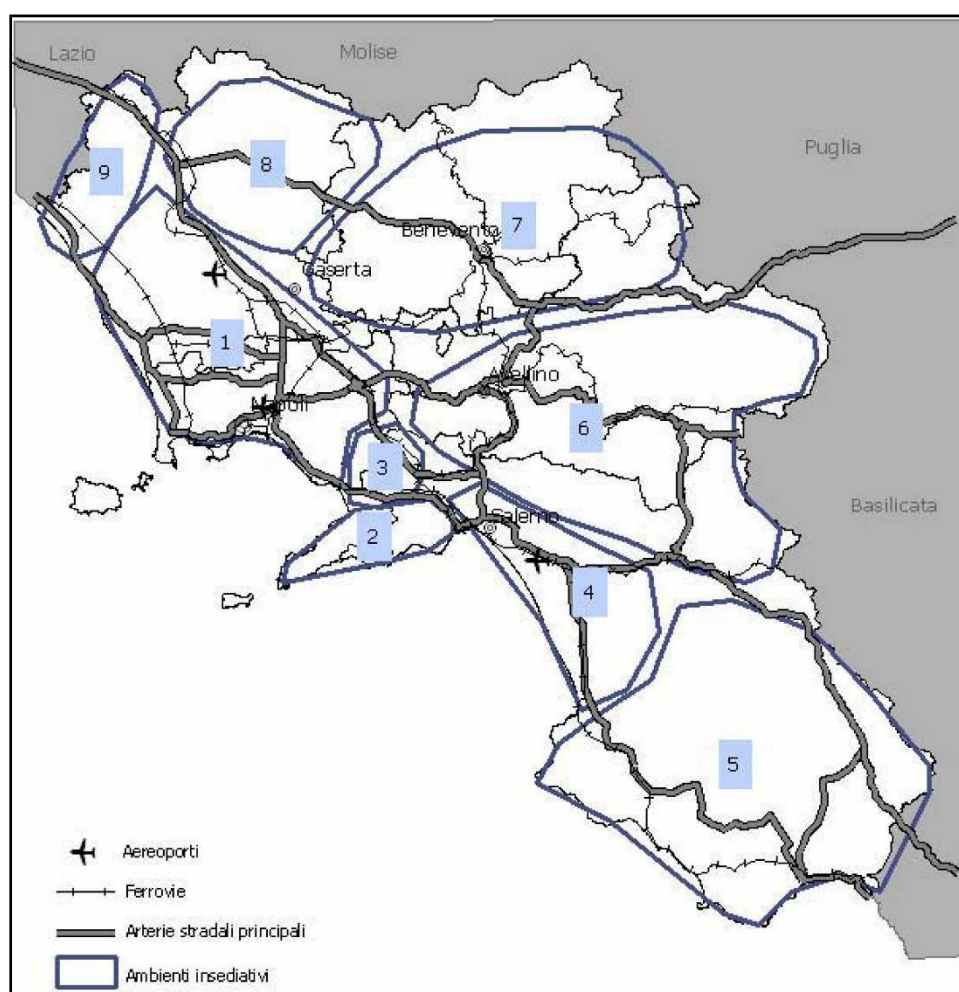 Lazio
Molise
Puglia
9
8
7
Benevento
Caserta
1
Avellino
Napoli
6
3
Basilicata
2
Salerno
4
5
Aereoporti
Ferrovie
Arterie stradali principali
Ambienti insediativi